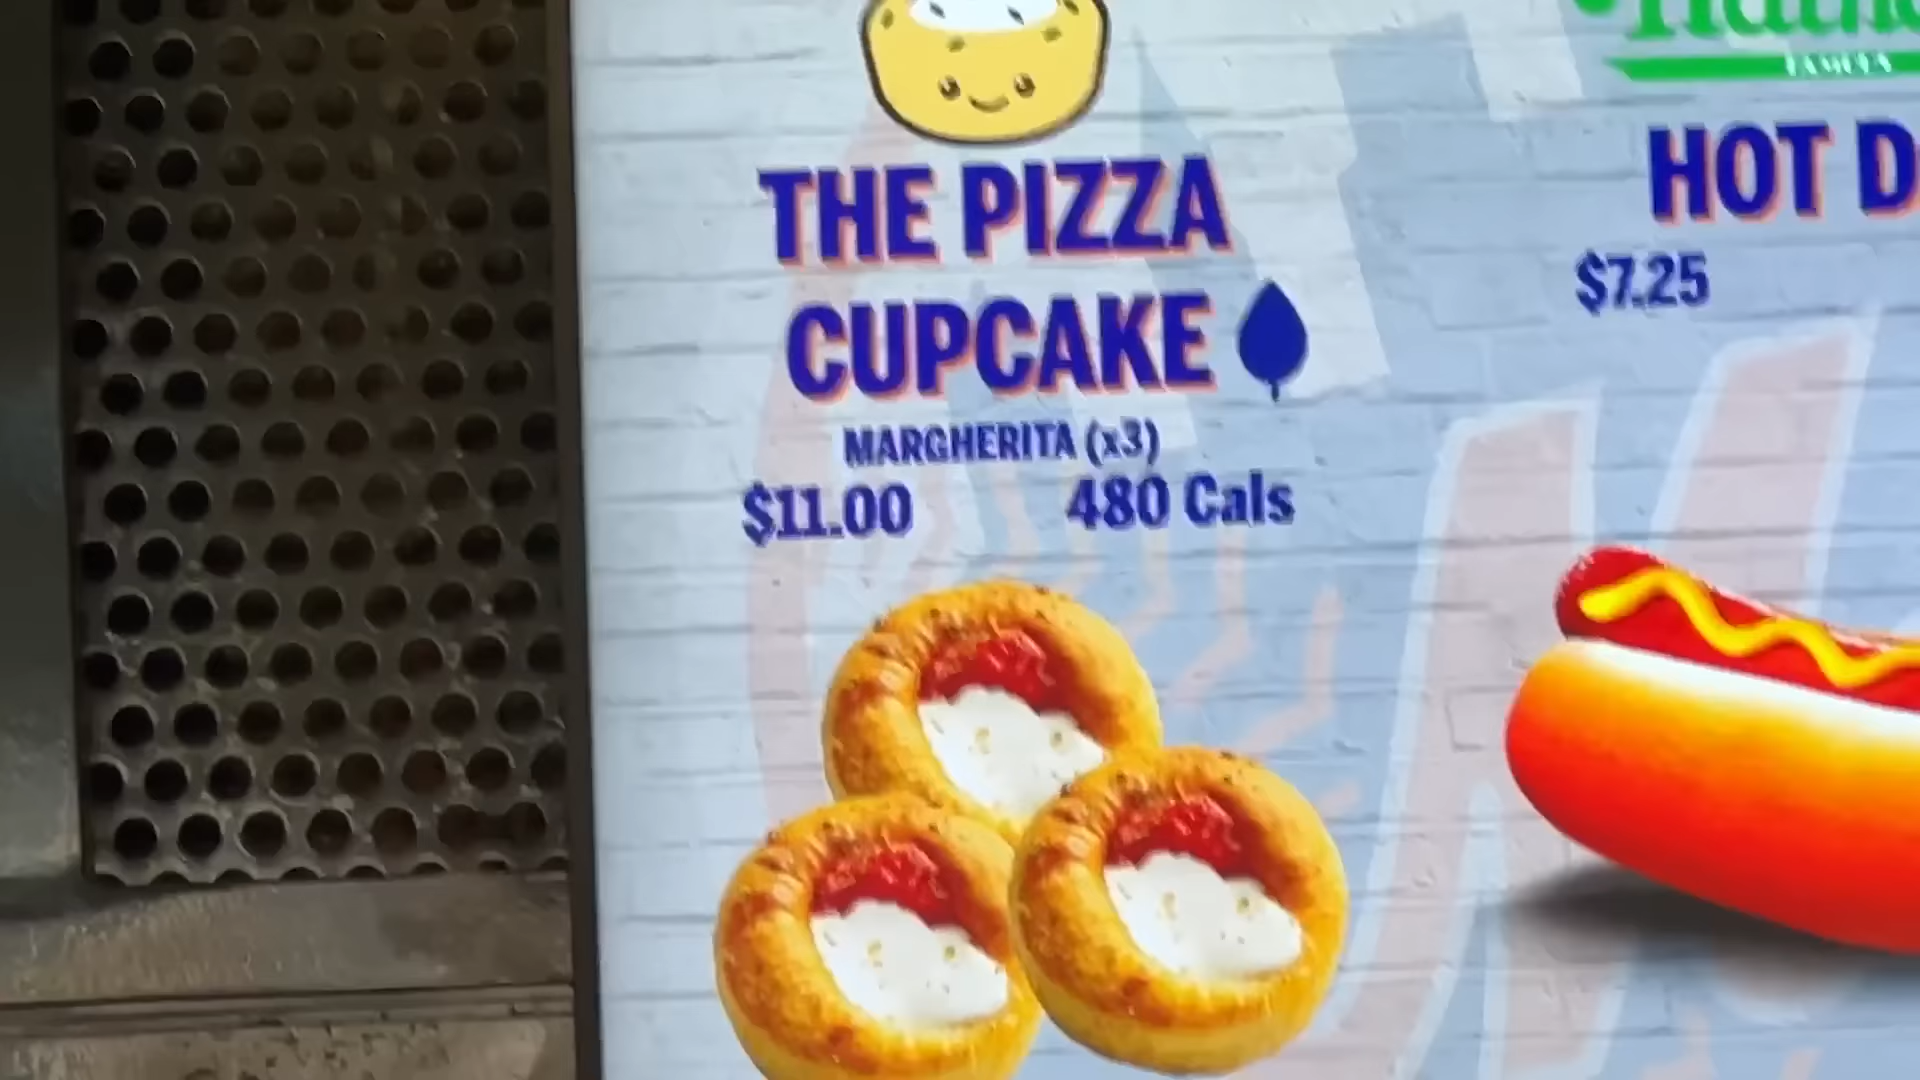 THE PIZZA
CUPCAKE
MARGHERITA (x3)
$11.00 480 Cals
HOT D
$7.25